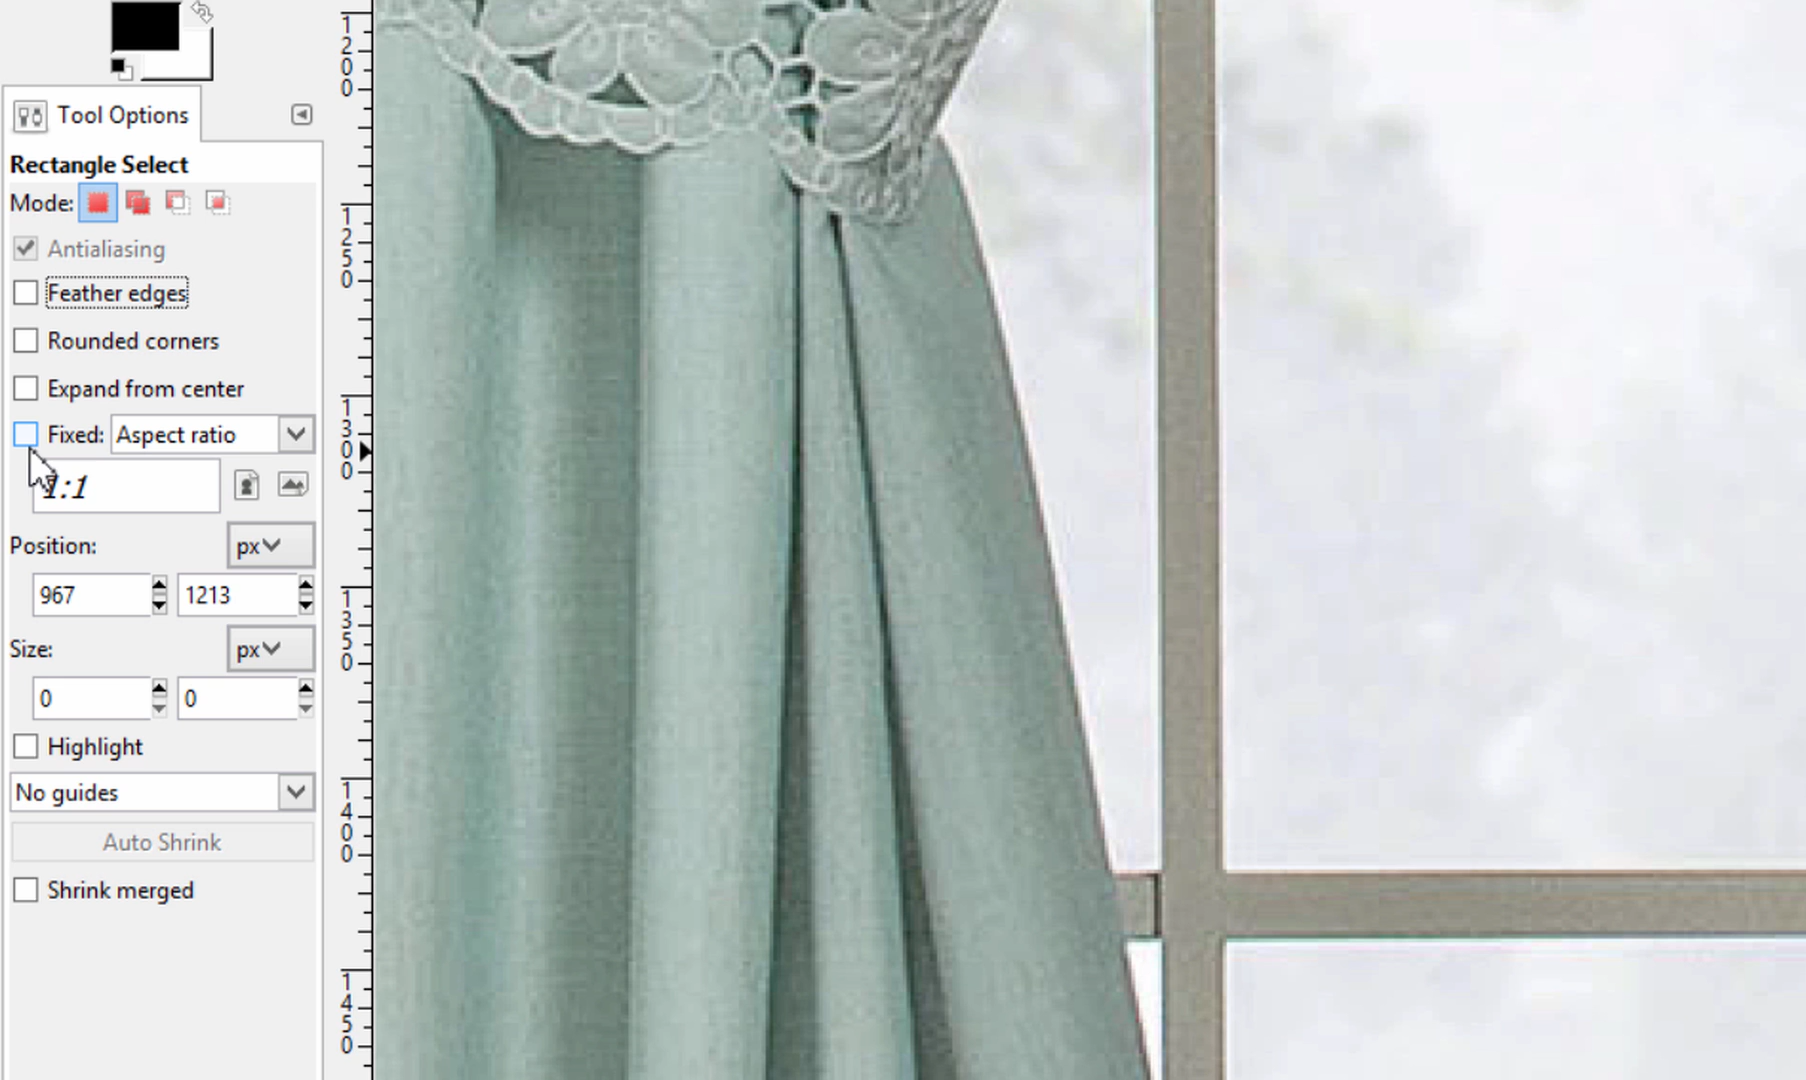 Tool Options
Rectangle Select
Mode:
Antialiasing
Feather edges
Rounded corners
Expand from center
Fixed: Aspect ratio
1:1
Position: px
967 1213
Size: px
0 0
Highlight
No guides
Auto Shrink
Shrink merged
1200
1250
1300
1350
1400
1450